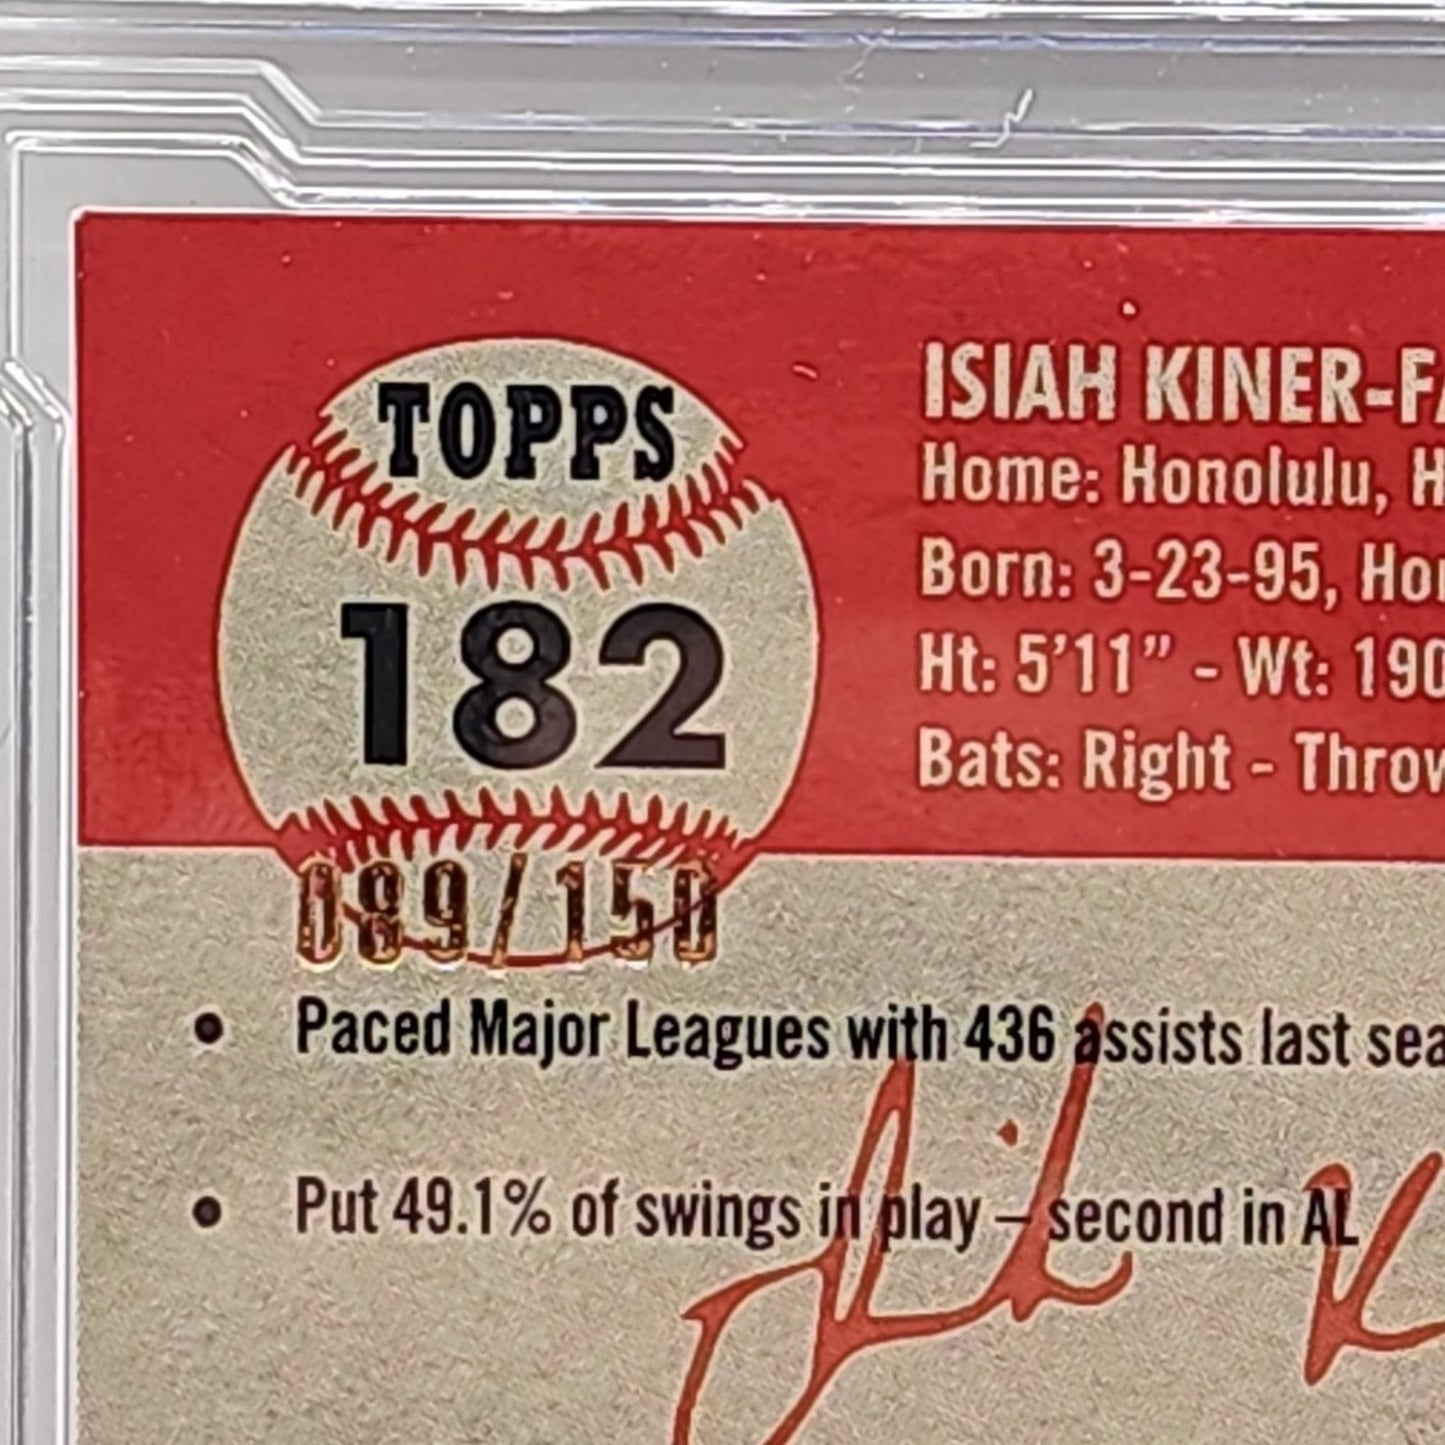 TOPPS
182
089/150
ISIAH KINER-FA
Home: Honolulu, H
Born: 3-23-95, Hon
Ht: 5'11" - Wt: 190
Bats: Right - Throw
• Paced Major Leagues with 436 assists last sea
• Put 49.1% of swings in play – second in AL